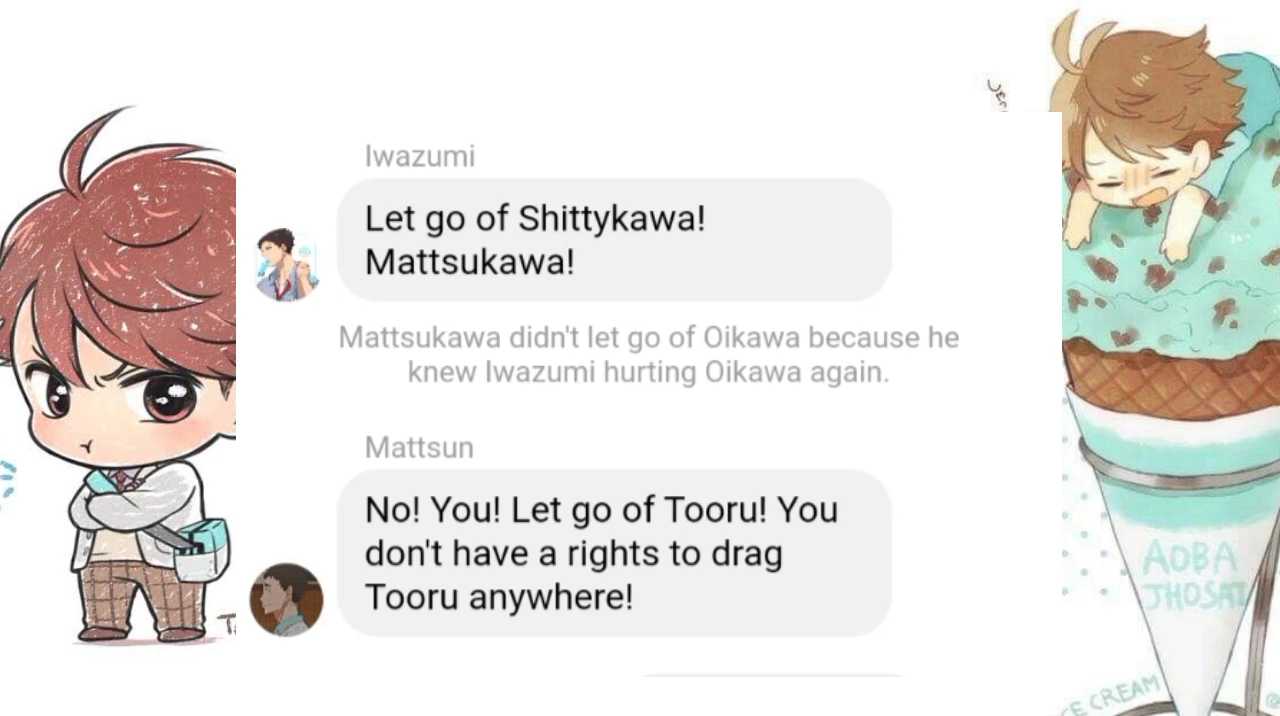 Iwazumi
Let go of Shittykawa!
Mattsukawa!
Mattsukawa didn't let go of Oikawa because he
knew Iwazumi hurting Oikawa again.
Mattsun
No! You! Let go of Tooru! You
don't have a rights to drag
Tooru anywhere!
AOBA
JHOSAI
CE CREAM